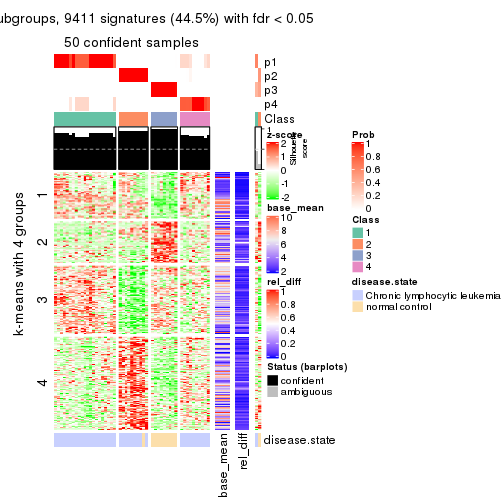 ubgroups, 9411 signatures (44.5%) with fdr < 0.05
50 confident samples
p1
p2
p3
p4
Class
1
Silhouette
score
z-score
2
1
0
-1
-2
base_mean
10
8
6
4
2
rel_diff
1
0.8
0.6
0.4
0.2
0
Status (barplots)
confident
ambiguous
Prob
1
0.8
0.6
0.4
0.2
0
Class
1
2
3
4
disease.state
Chronic lymphocytic leukemia
normal control
k-means with 4 groups
1
2
3
4
disease.state
base_mean
rel_diff